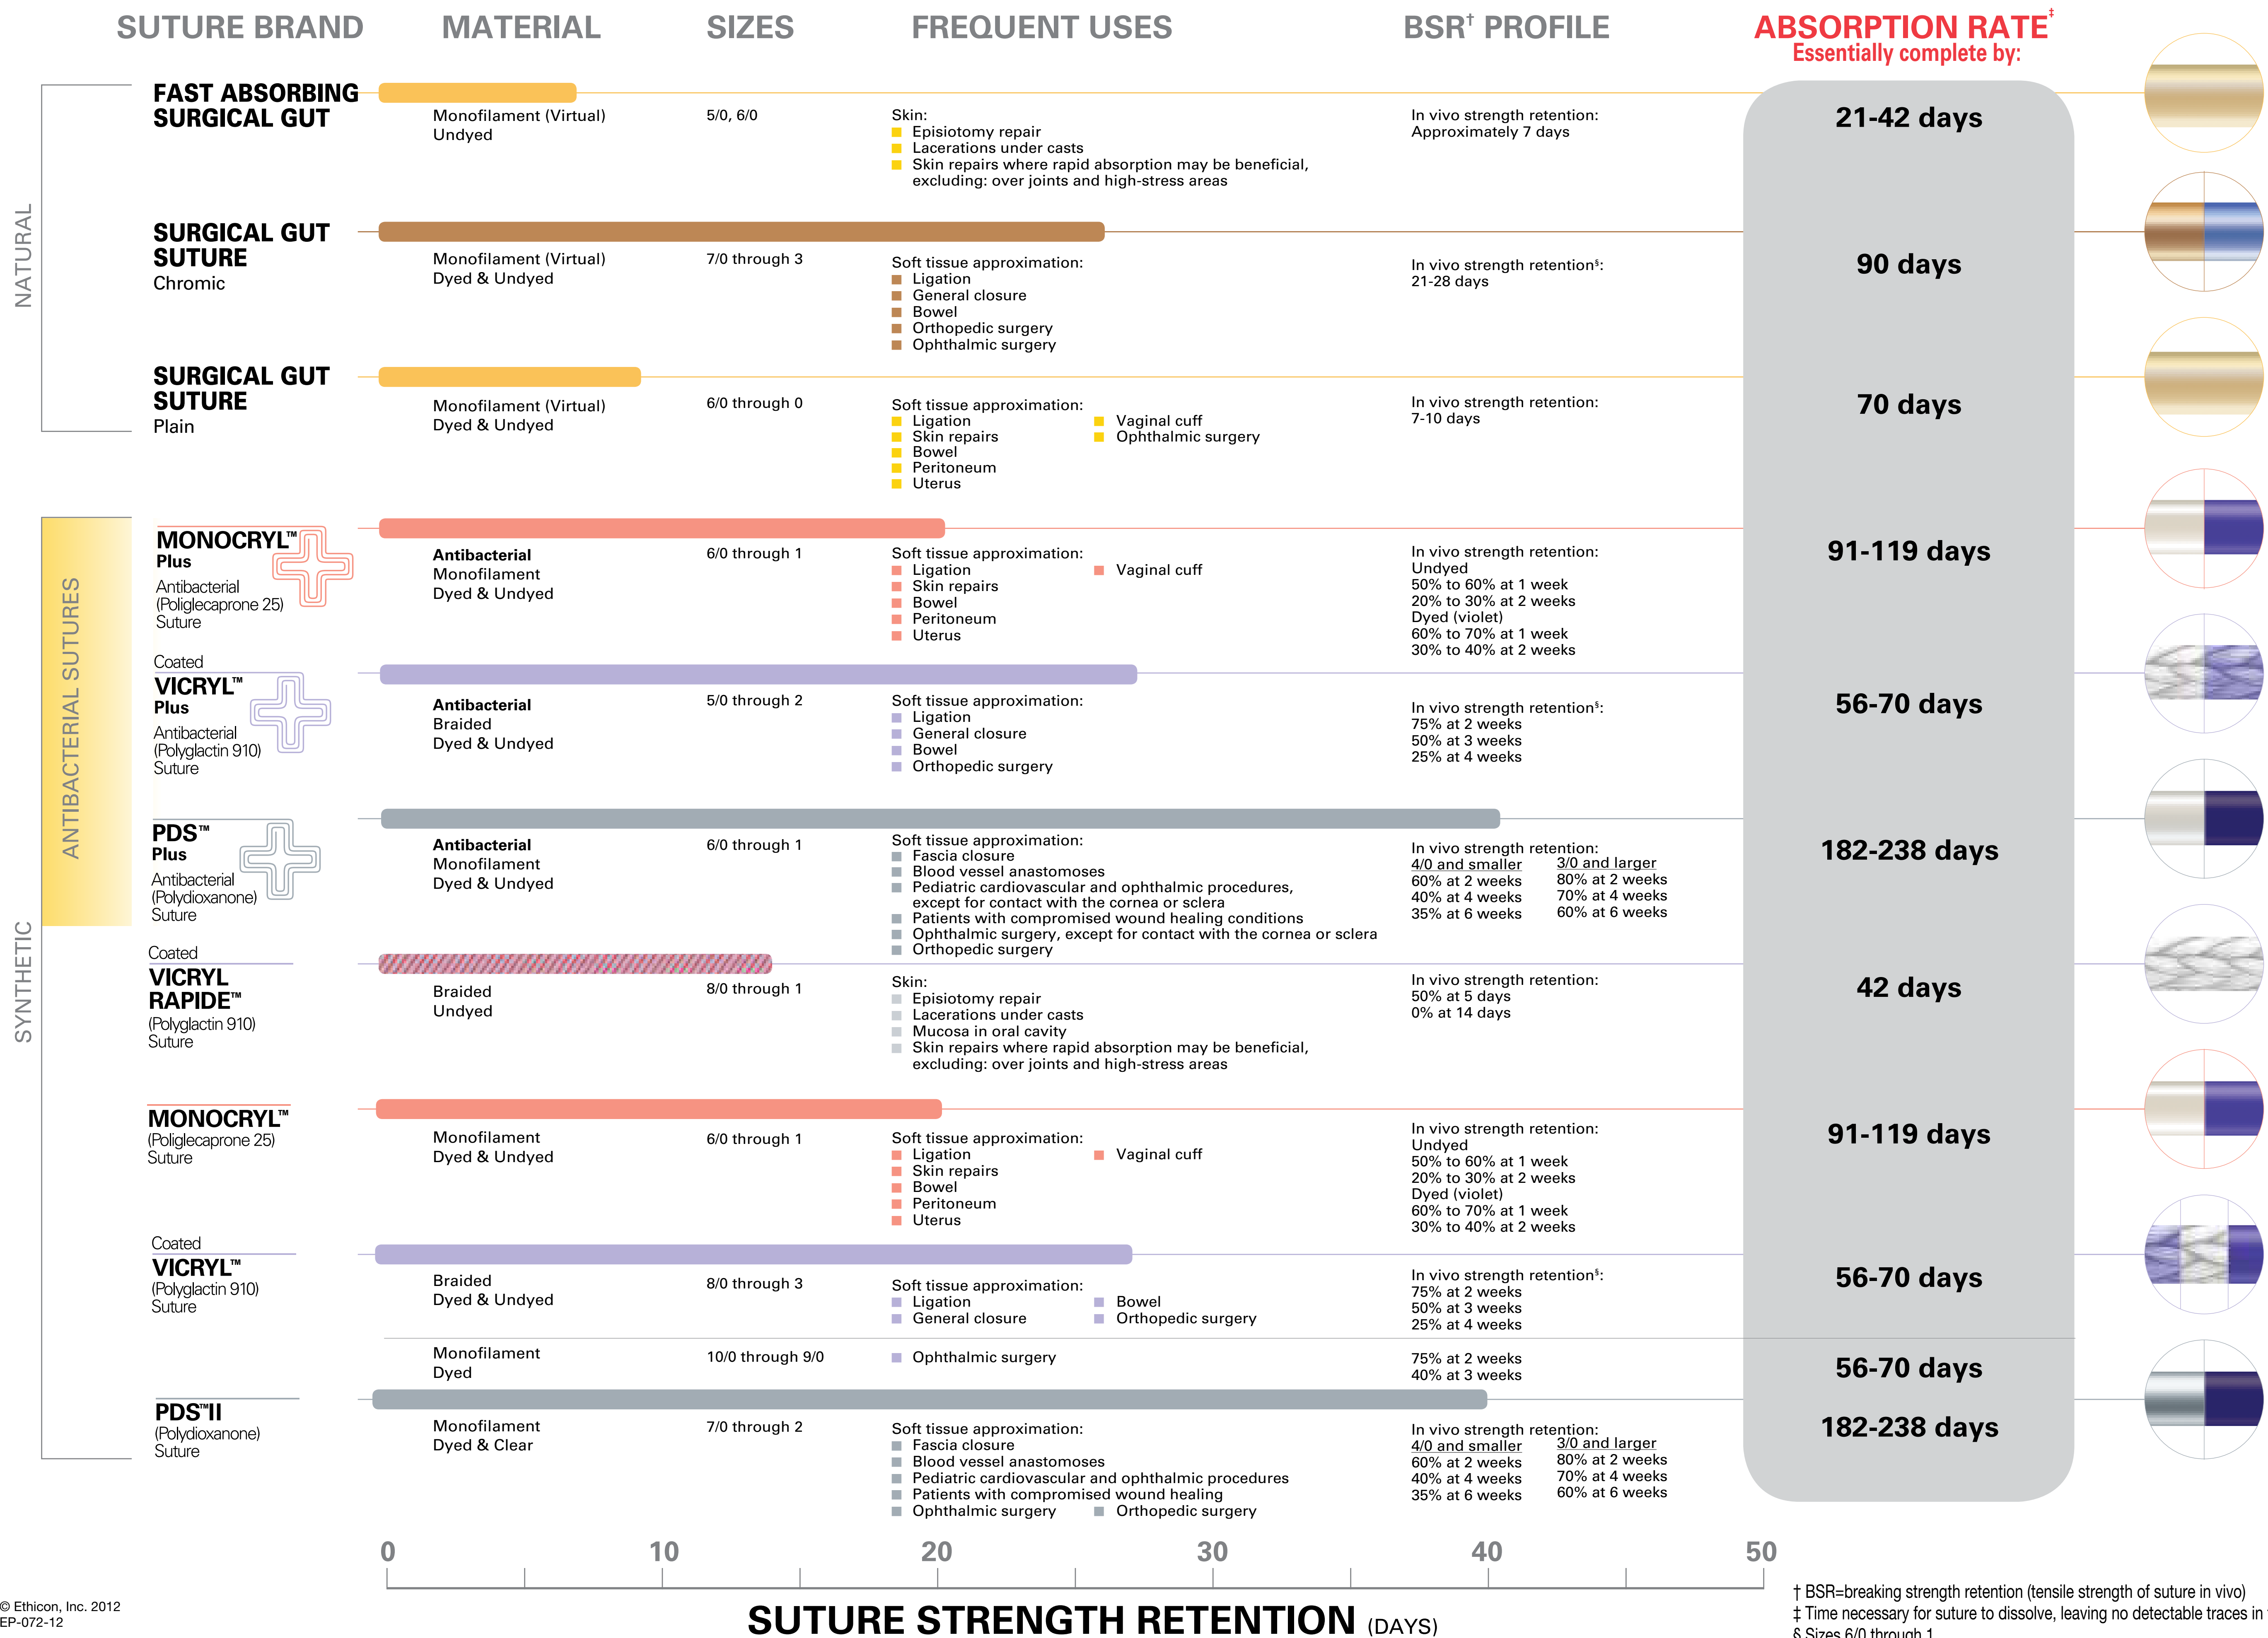 SUTURE BRAND MATERIAL SIZES FREQUENT USES BSR† PROFILE ABSORPTION RATE‡
Essentially complete by:
NATURAL
FAST ABSORBING
SURGICAL GUT
Monofilament (Virtual)
Undyed
5/0, 6/0
Skin:
Episiotomy repair
Lacerations under casts
Skin repairs where rapid absorption may be beneficial,
excluding: over joints and high-stress areas
In vivo strength retention:
Approximately 7 days
21-42 days
SURGICAL GUT
SUTURE
Chromic
Monofilament (Virtual)
Dyed & Undyed
7/0 through 3
Soft tissue approximation:
Ligation
General closure
Bowel
Orthopedic surgery
Ophthalmic surgery
In vivo strength retention§:
21-28 days
90 days
SURGICAL GUT
SUTURE
Plain
Monofilament (Virtual)
Dyed & Undyed
6/0 through 0
Soft tissue approximation:
Ligation Vaginal cuff
Skin repairs Ophthalmic surgery
Bowel
Peritoneum
Uterus
In vivo strength retention:
7-10 days
70 days
SYNTHETIC
ANTIBACTERIAL SUTURES
MONOCRYL™
Plus
Antibacterial
(Poliglecaprone 25)
Suture
Antibacterial
Monofilament
Dyed & Undyed
6/0 through 1
Soft tissue approximation:
Ligation Vaginal cuff
Skin repairs
Bowel
Peritoneum
Uterus
In vivo strength retention:
Undyed
50% to 60% at 1 week
20% to 30% at 2 weeks
Dyed (violet)
60% to 70% at 1 week
30% to 40% at 2 weeks
91-119 days
Coated
VICRYL™
Plus
Antibacterial
(Polyglactin 910)
Suture
Antibacterial
Braided
Dyed & Undyed
5/0 through 2
Soft tissue approximation:
Ligation
General closure
Bowel
Orthopedic surgery
In vivo strength retention§:
75% at 2 weeks
50% at 3 weeks
25% at 4 weeks
56-70 days
PDS™
Plus
Antibacterial
(Polydioxanone)
Suture
Antibacterial
Monofilament
Dyed & Undyed
6/0 through 1
Soft tissue approximation:
Fascia closure
Blood vessel anastomoses
Pediatric cardiovascular and ophthalmic procedures,
except for contact with the cornea or sclera
Patients with compromised wound healing conditions
Ophthalmic surgery, except for contact with the cornea or sclera
Orthopedic surgery
In vivo strength retention:
4/0 and smaller 3/0 and larger
60% at 2 weeks 80% at 2 weeks
40% at 4 weeks 70% at 4 weeks
35% at 6 weeks 60% at 6 weeks
182-238 days
Coated
VICRYL
RAPIDE™
(Polyglactin 910)
Suture
Braided
Undyed
8/0 through 1
Skin:
Episiotomy repair
Lacerations under casts
Mucosa in oral cavity
Skin repairs where rapid absorption may be beneficial,
excluding: over joints and high-stress areas
In vivo strength retention:
50% at 5 days
0% at 14 days
42 days
MONOCRYL™
(Poliglecaprone 25)
Suture
Monofilament
Dyed & Undyed
6/0 through 1
Soft tissue approximation:
Ligation Vaginal cuff
Skin repairs
Bowel
Peritoneum
Uterus
In vivo strength retention:
Undyed
50% to 60% at 1 week
20% to 30% at 2 weeks
Dyed (violet)
60% to 70% at 1 week
30% to 40% at 2 weeks
91-119 days
Coated
VICRYL™
(Polyglactin 910)
Suture
Braided
Dyed & Undyed
8/0 through 3
Soft tissue approximation:
Ligation Bowel
General closure Orthopedic surgery
In vivo strength retention§:
75% at 2 weeks
50% at 3 weeks
25% at 4 weeks
56-70 days
Monofilament
Dyed
10/0 through 9/0
Ophthalmic surgery
75% at 2 weeks
40% at 3 weeks
56-70 days
PDS™II
(Polydioxanone)
Suture
Monofilament
Dyed & Clear
7/0 through 2
Soft tissue approximation:
Fascia closure
Blood vessel anastomoses
Pediatric cardiovascular and ophthalmic procedures
Patients with compromised wound healing
Ophthalmic surgery Orthopedic surgery
In vivo strength retention:
4/0 and smaller 3/0 and larger
60% at 2 weeks 80% at 2 weeks
40% at 4 weeks 70% at 4 weeks
35% at 6 weeks 60% at 6 weeks
182-238 days
0 10 20 30 40 50
SUTURE STRENGTH RETENTION (DAYS)
© Ethicon, Inc. 2012
EP-072-12
† BSR=breaking strength retention (tensile strength of suture in vivo)
‡ Time necessary for suture to dissolve, leaving no detectable traces in
§ Sizes 6/0 through 1